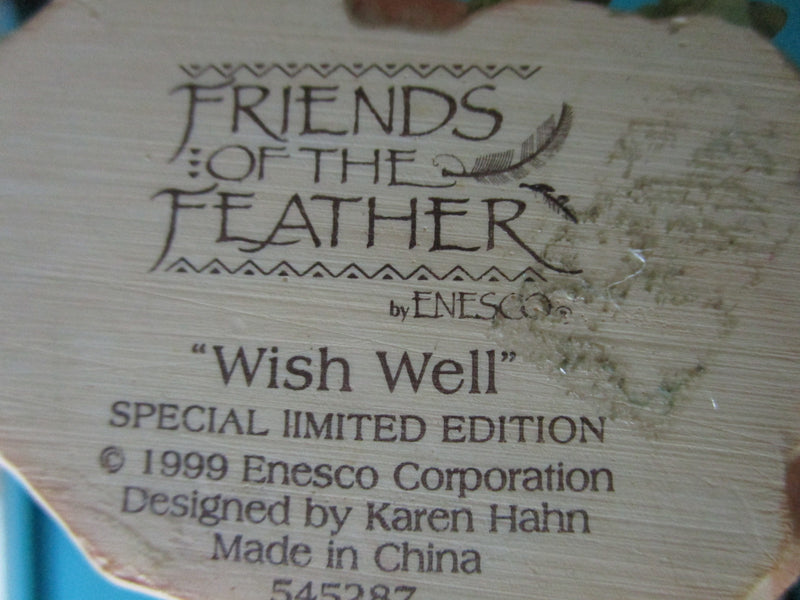 FRIENDS
OF THE
FEATHER
by ENESCO®
"Wish Well"
SPECIAL lIMITED EDITION
© 1999 Enesco Corporation
Designed by Karen Hahn
Made in China
545287